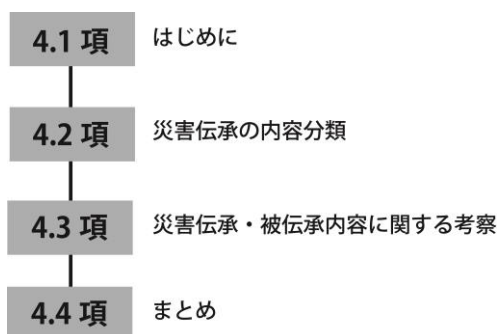 4.1 項 はじめに
4.2 項 災害伝承の内容分類
4.3 項 災害伝承・被伝承内容に関する考察
4.4 項 まとめ